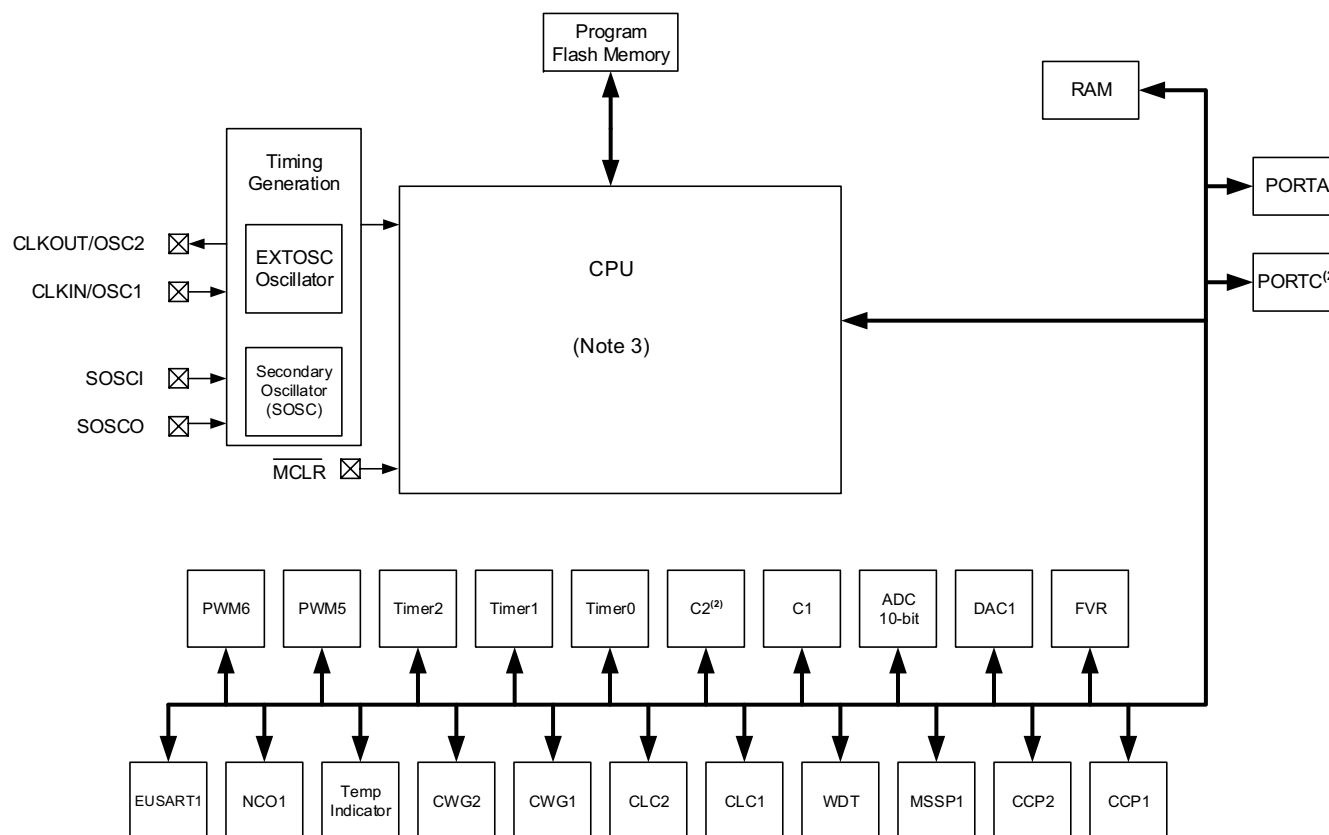 Program
Flash Memory
RAM
Timing
Generation
PORTA
CLKOUT/OSC2
EXTOSC
Oscillator
CPU
PORTC(2
CLKIN/OSC1
(Note 3)
SOSCI
Secondary
Oscillator
(SOSC)
SOSCO
MCLR
PWM6
PWM5
Timer2
Timer1
Timer0
C2(2)
C1
ADC
10-bit
DAC1
FVR
EUSART1
NCO1
Temp
Indicator
CWG2
CWG1
CLC2
CLC1
WDT
MSSP1
CCP2
CCP1